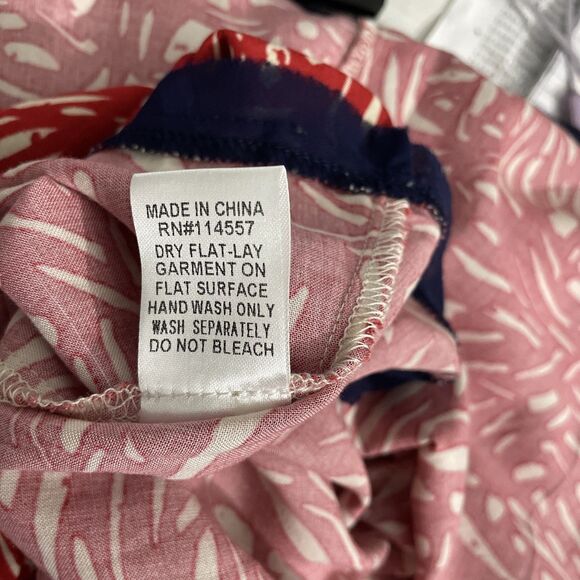 MADE IN CHINA
RN#114557
DRY FLAT-LAY
GARMENT ON
FLAT SURFACE
HAND WASH ONLY
WASH SEPARATELY
DO NOT BLEACH